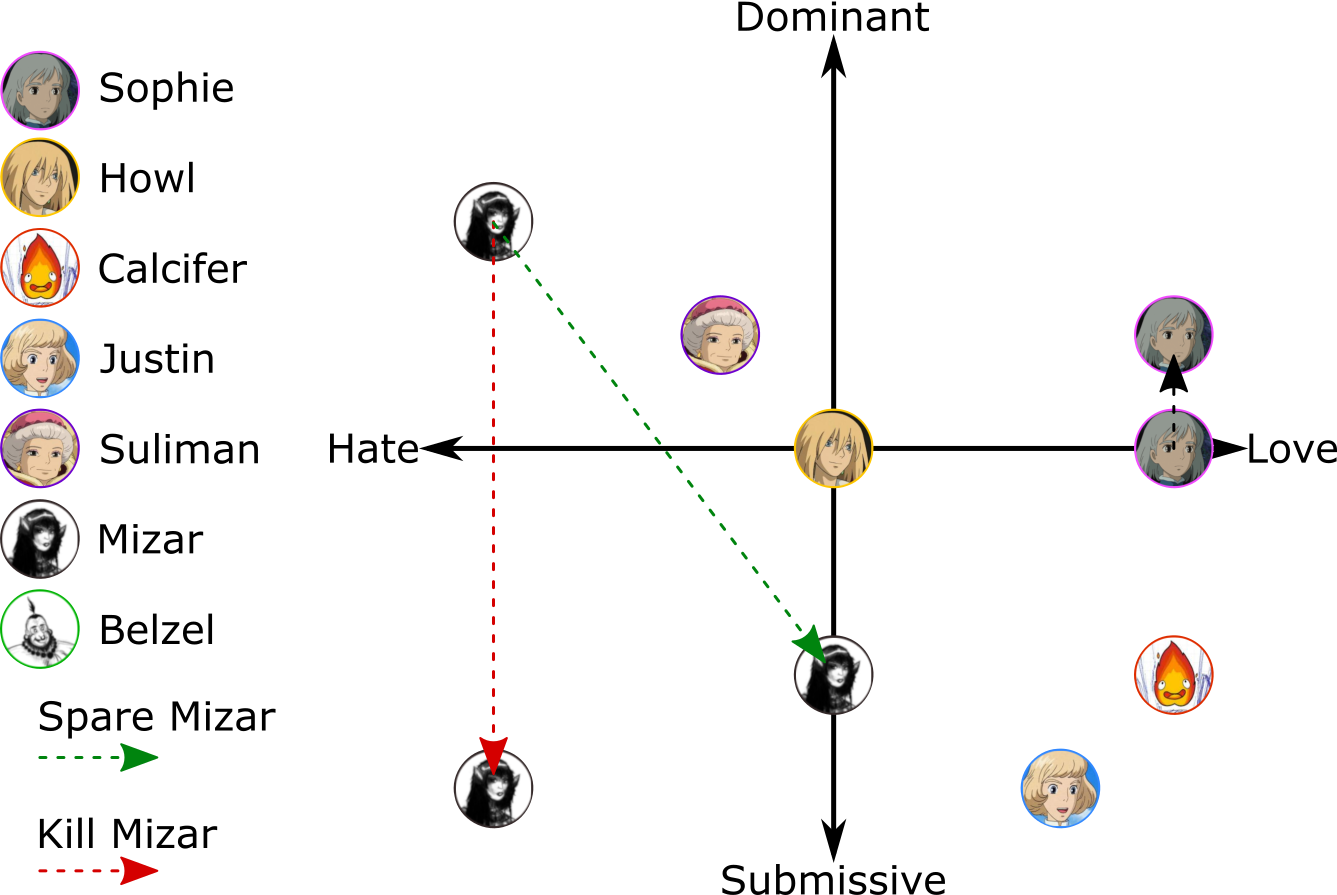 Dominant
Sophie
Howl
Calcifer
Justin
Suliman
Hate
Love
Mizar
Belzel
Spare Mizar
Kill Mizar
Submissive